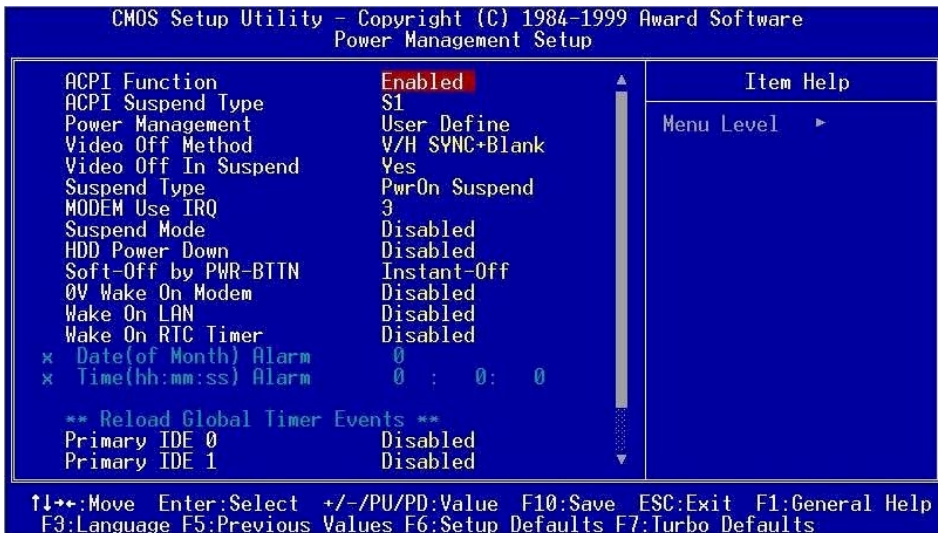 CMOS Setup Utility - Copyright (C) 1984-1999 Award Software
Power Management Setup
ACPI Function Enabled
ACPI Suspend Type S1
Power Management User Define
Video Off Method V/H SYNC+Blank
Video Off In Suspend Yes
Suspend Type PwrOn Suspend
MODEM Use IRQ 3
Suspend Mode Disabled
HDD Power Down Disabled
Soft-Off by PWR-BTTN Instant-Off
0V Wake On Modem Disabled
Wake On LAN Disabled
Wake On RTC Timer Disabled
x Date(of Month) Alarm 0
x Time(hh:mm:ss) Alarm 0 : 0: 0
** Reload Global Timer Events **
Primary IDE 0 Disabled
Primary IDE 1 Disabled
Item Help
Menu Level ►
↑↓→←:Move Enter:Select +/-/PU/PD:Value F10:Save ESC:Exit F1:General Help
F3:Language F5:Previous Values F6:Setup Defaults F7:Turbo Defaults